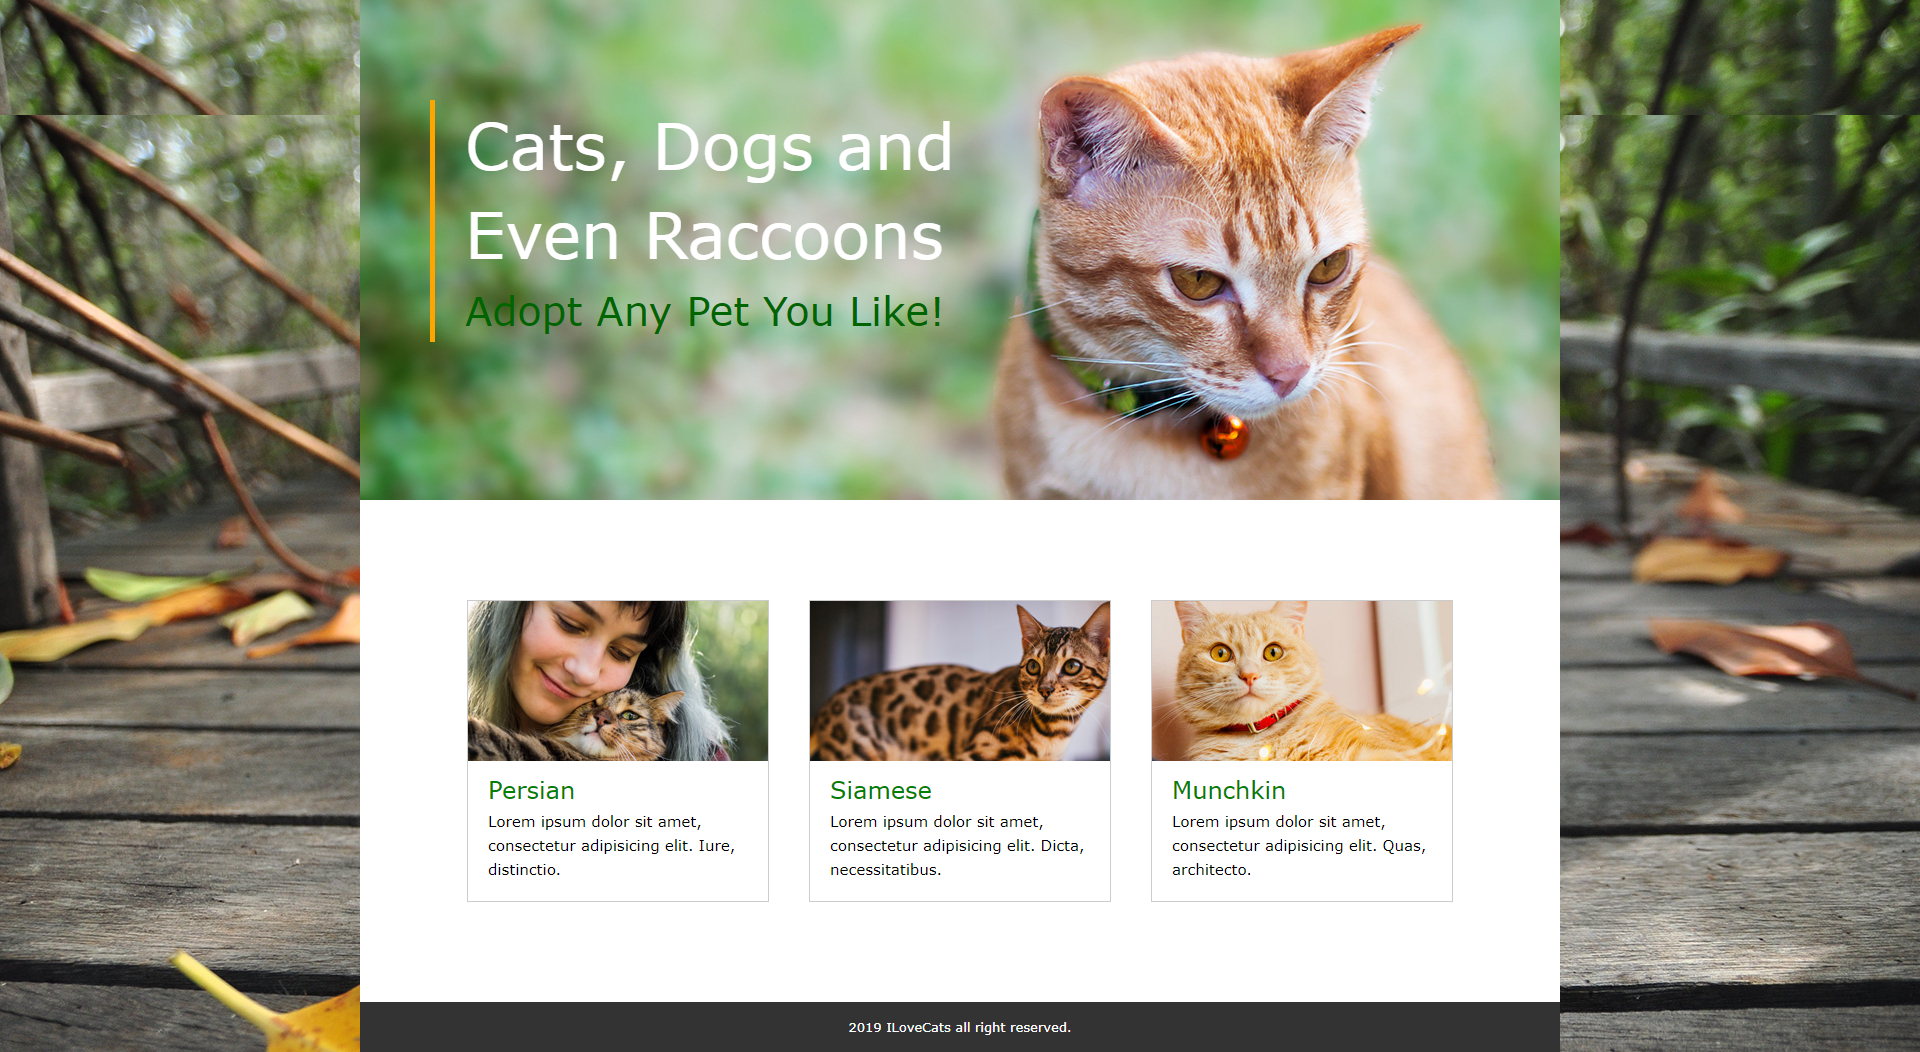 Cats, Dogs and
Even Raccoons
Adopt Any Pet You Like!
Persian
Lorem ipsum dolor sit amet,
consectetur adipisicing elit. Iure,
distinctio.
Siamese
Lorem ipsum dolor sit amet,
consectetur adipisicing elit. Dicta,
necessitatibus.
Munchkin
Lorem ipsum dolor sit amet,
consectetur adipisicing elit. Quas,
architecto.
2019 ILoveCats all right reserved.